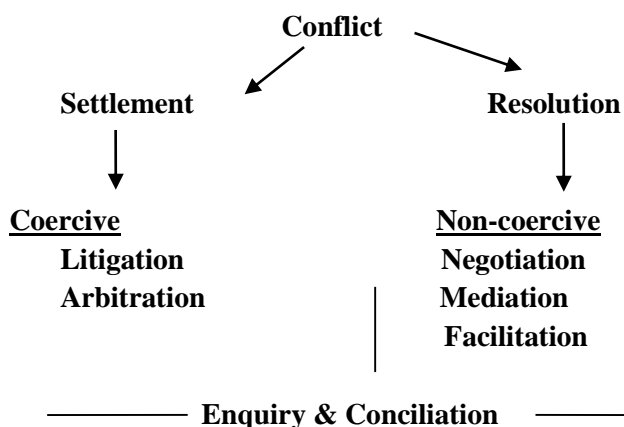 Conflict
Settlement
Resolution
Coercive
Non-coercive
Litigation
Negotiation
Arbitration
Mediation
Facilitation
Enquiry & Conciliation